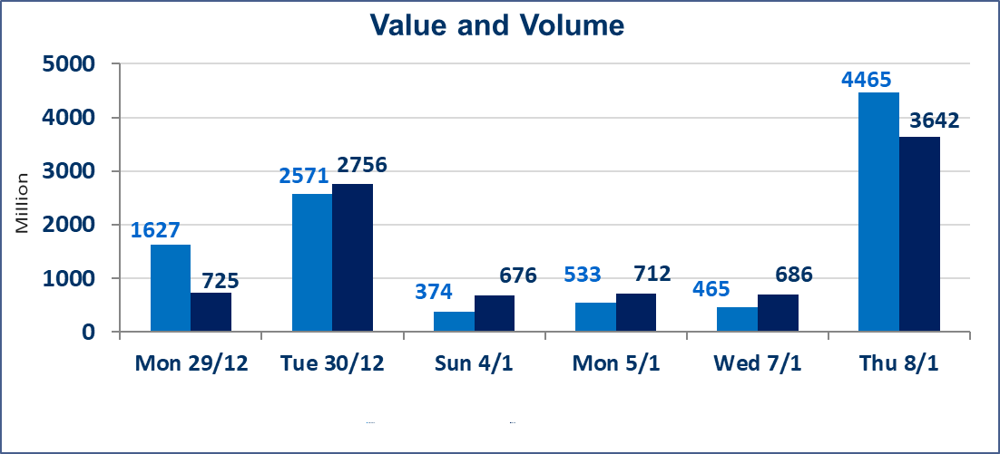 Value and Volume
5000
4000
3000
2000
1000
0
Million
1627
725
2571
2756
374
676
533
712
465
686
4465
3642
Mon 29/12
Tue 30/12
Sun 4/1
Mon 5/1
Wed 7/1
Thu 8/1